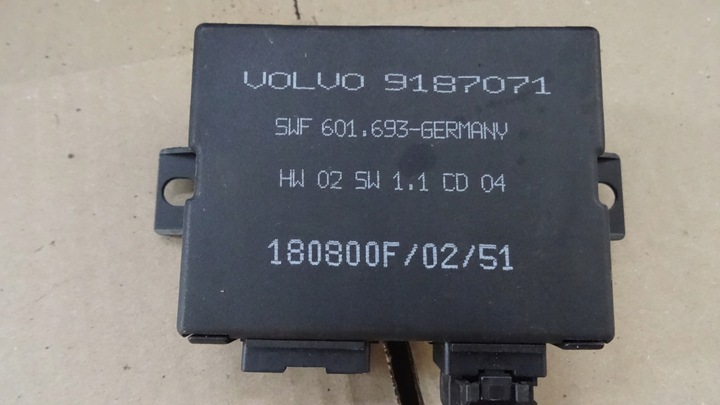 VOLVO 9187071
SWF 601.693-GERMANY
HW 02 SW 1.1 CD 04
180800F/02/51